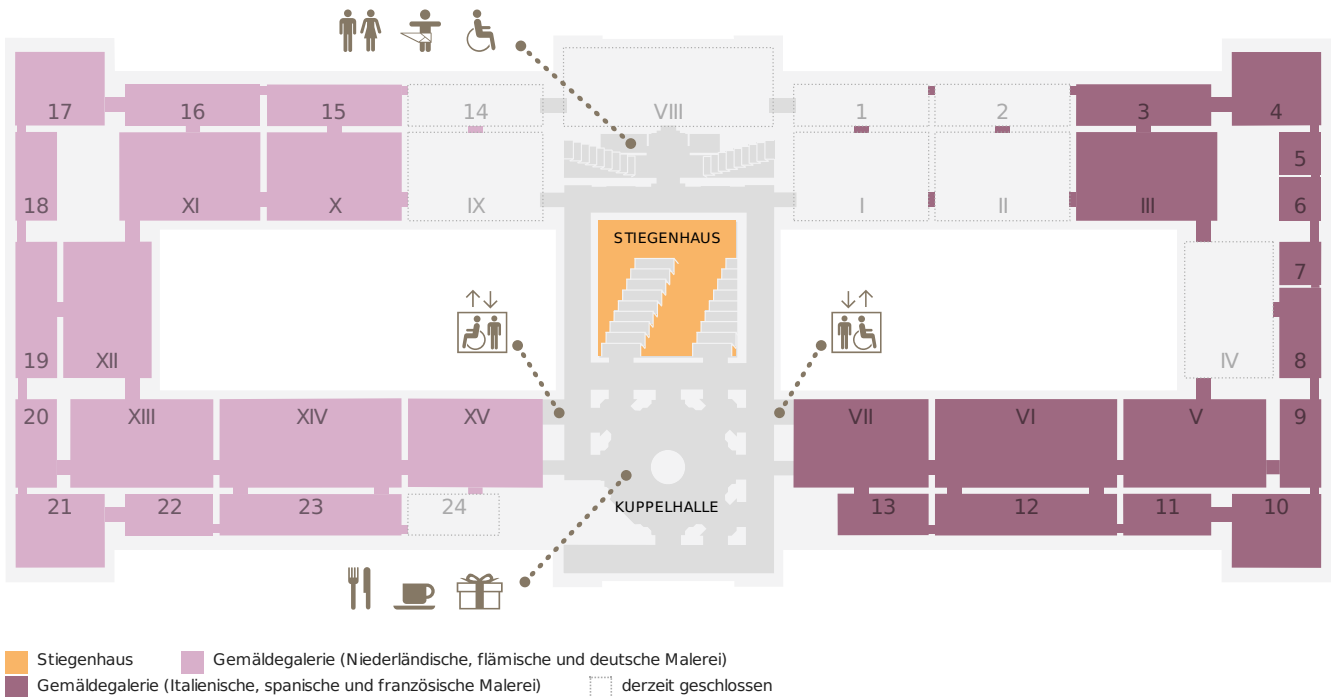 17 16 15 14 VIII 1 2 3 4
5
18 XI X IX I II III 6
STIEGENHAUS
7
19 XII IV 8
20 XIII XIV XV VII VI V 9
21 22 23 24 KUPPELHALLE 13 12 11 10
Stiegenhaus Gemäldegalerie (Niederländische, flämische und deutsche Malerei)
Gemäldegalerie (Italienische, spanische und französische Malerei) derzeit geschlossen